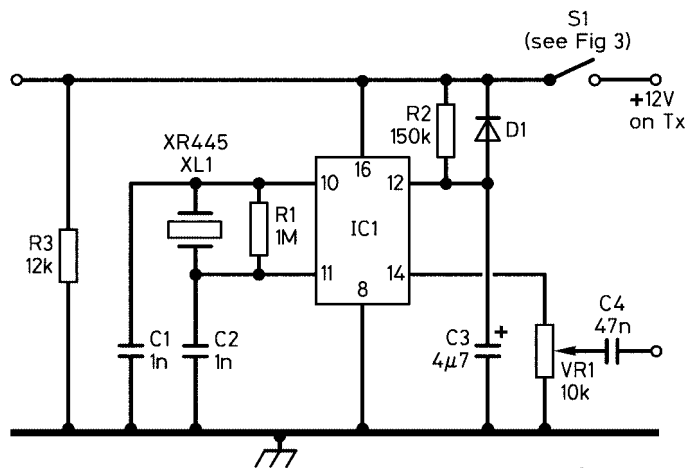 S1
(see Fig 3)
+12V
on Tx
R2
150k
D1
XR445
XL1
16
10
12
R1
1M
IC1
R3
12k
11
14
8
C4
47n
C1
1n
C2
1n
C3
4μ7
+
VR1
10k